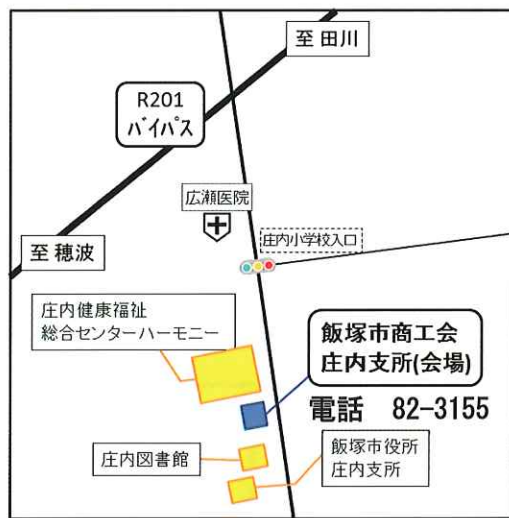 至 田川
R201
バイパス
広瀬医院
庄内小学校入口
至 穂波
庄内健康福祉
総合センターハーモニー
飯塚市商工会
庄内支所(会場)
電話　82-3155
庄内図書館
飯塚市役所
庄内支所